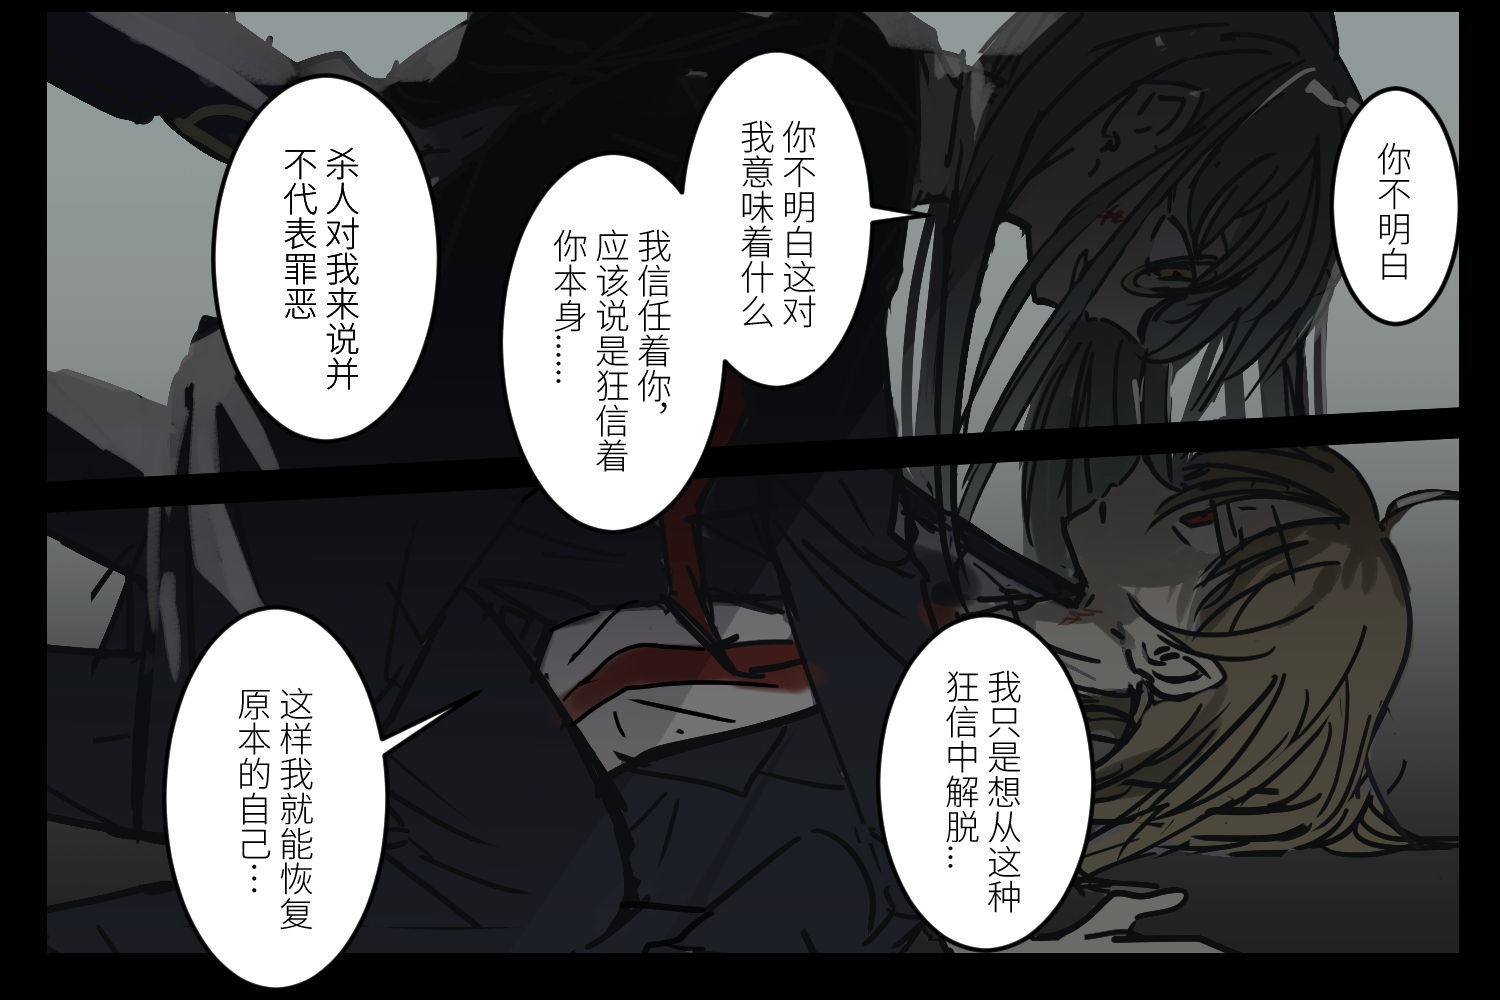 你不明白
你不明白这对
我意味着什么
我信任着你，
应该说是狂信着
你本身……
杀人对我来说并
不代表罪恶
我只是想从这种
狂信中解脱…
这样我就能恢复
原本的自己…